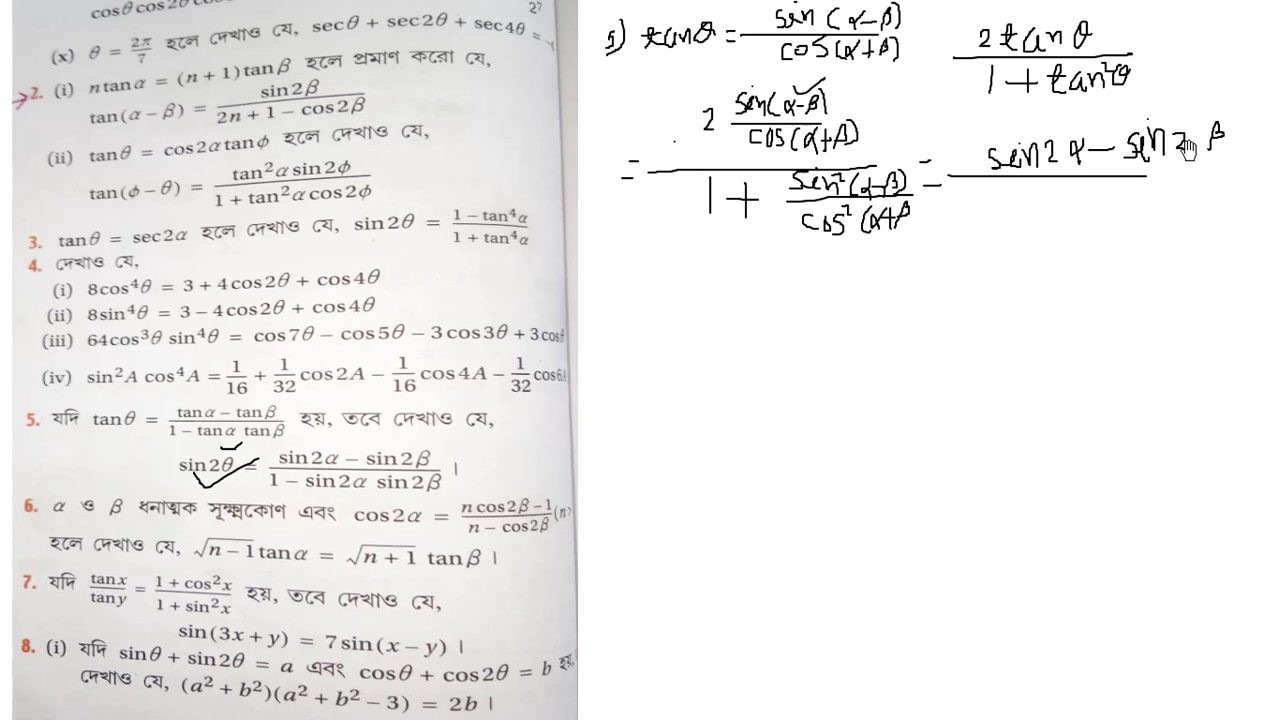 27
(x) θ = 2π/7 হলে দেখাও যে, secθ + sec2θ + sec4θ =
2. (i) ntanα = (n + 1)tanβ হলে প্রমাণ করো যে,
tan(α − β) = sin2β / (2n + 1 − cos2β)
(ii) tanθ = cos2αtanϕ হলে দেখাও যে,
tan(ϕ − θ) = tan²α sin2ϕ / (1 + tan²α cos2ϕ)
3. tanθ = sec2α হলে দেখাও যে, sin2θ = (1 − tan⁴α) / (1 + tan⁴α)
4. দেখাও যে,
(i) 8cos⁴θ = 3 + 4cos2θ + cos4θ
(ii) 8sin⁴θ = 3 − 4cos2θ + cos4θ
(iii) 64cos³θ sin⁴θ = cos7θ − cos5θ − 3cos3θ + 3cosθ
(iv) sin²A cos⁴A = 1/16 + 1/32 cos2A − 1/16 cos4A − 1/32 cos6A
5. যদি tanθ = (tanα − tanβ) / (1 − tanα tanβ) হয়, তবে দেখাও যে,
sin2θ = (sin2α − sin2β) / (1 − sin2α sin2β) ।
6. α ও β ধনাত্মক সূক্ষ্মকোণ এবং cos2α = (ncos2β − 1) / (n − cos2β) (n>
হলে দেখাও যে, √(n − 1) tanα = √(n + 1) tanβ ।
7. যদি tanx/tany = (1 + cos²x) / (1 + sin²x) হয়, তবে দেখাও যে,
sin(3x + y) = 7sin(x − y) ।
8. (i) যদি sinθ + sin2θ = a এবং cosθ + cos2θ = b হয়,
দেখাও যে, (a² + b²)(a² + b² − 3) = 2b ।
5) tanθ = sin(α−β) / cos(α+β)
2tanθ / (1 + tan²θ)
= 2 sin(α−β)/cos(α+β) / (1 + sin²(α−β)/cos²(α+β
= sin2α − sin2β